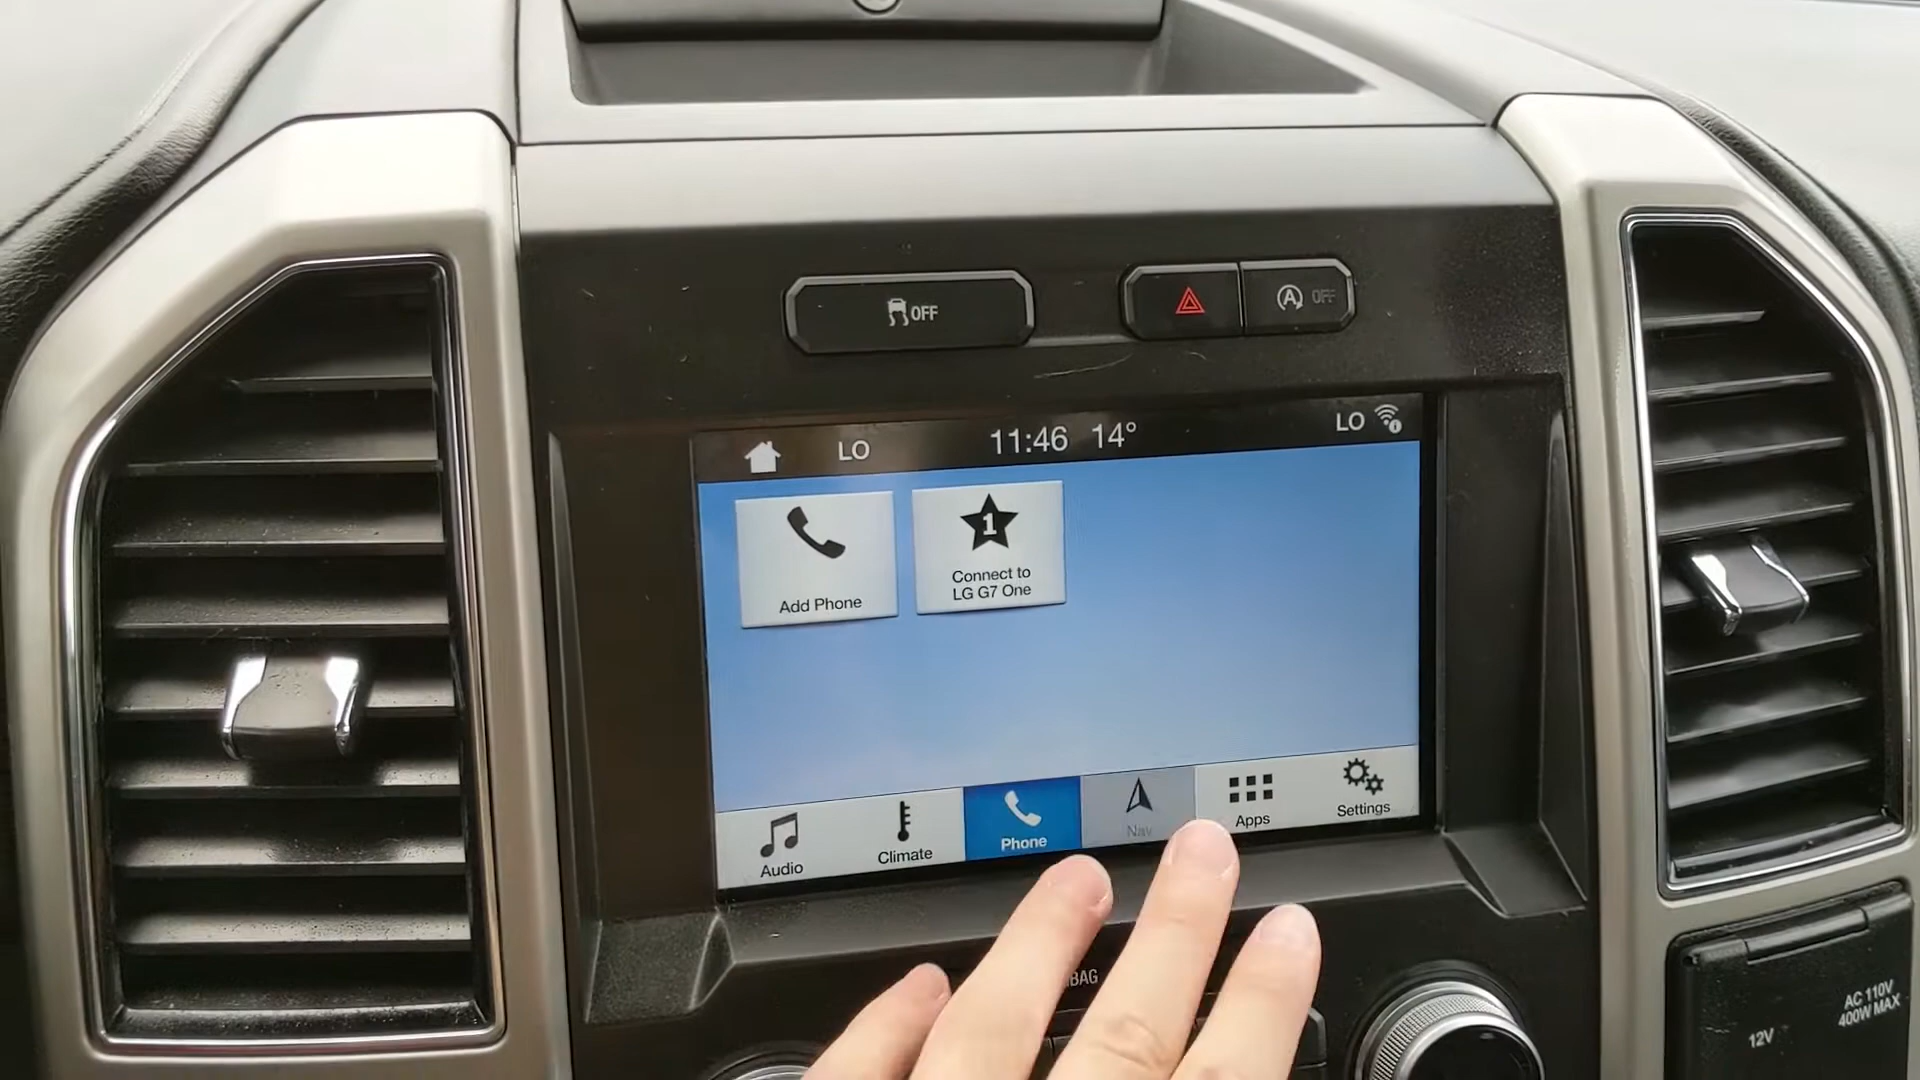 OFF
A OFF
LO
11:46 14°
LO
1
Add Phone
Connect to
LG G7 One
Audio
Climate
Phone
Nav
Apps
Settings
BAG
12V
AC 110V
400W MAX